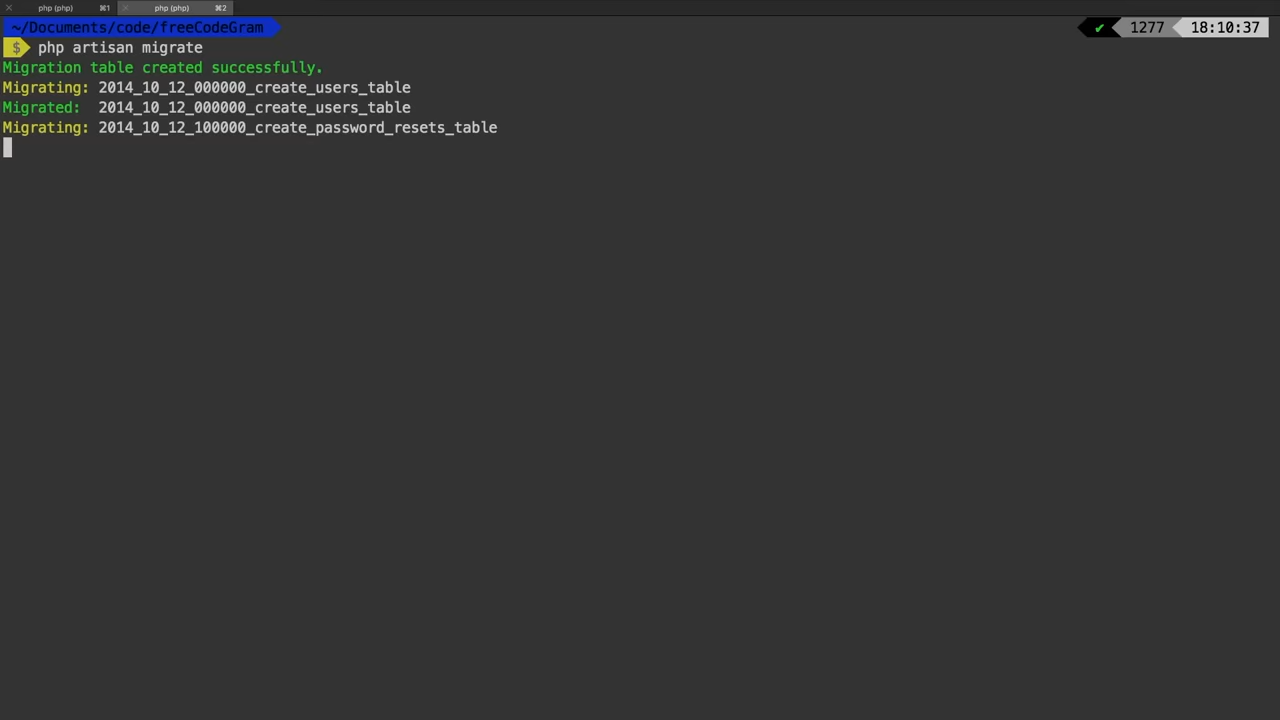 php (php) ⌘1 php (php) ⌘2
~/Documents/code/freeCodeGram ✔ 1277 18:10:37
$ php artisan migrate
Migration table created successfully.
Migrating: 2014_10_12_000000_create_users_table
Migrated:  2014_10_12_000000_create_users_table
Migrating: 2014_10_12_100000_create_password_resets_table